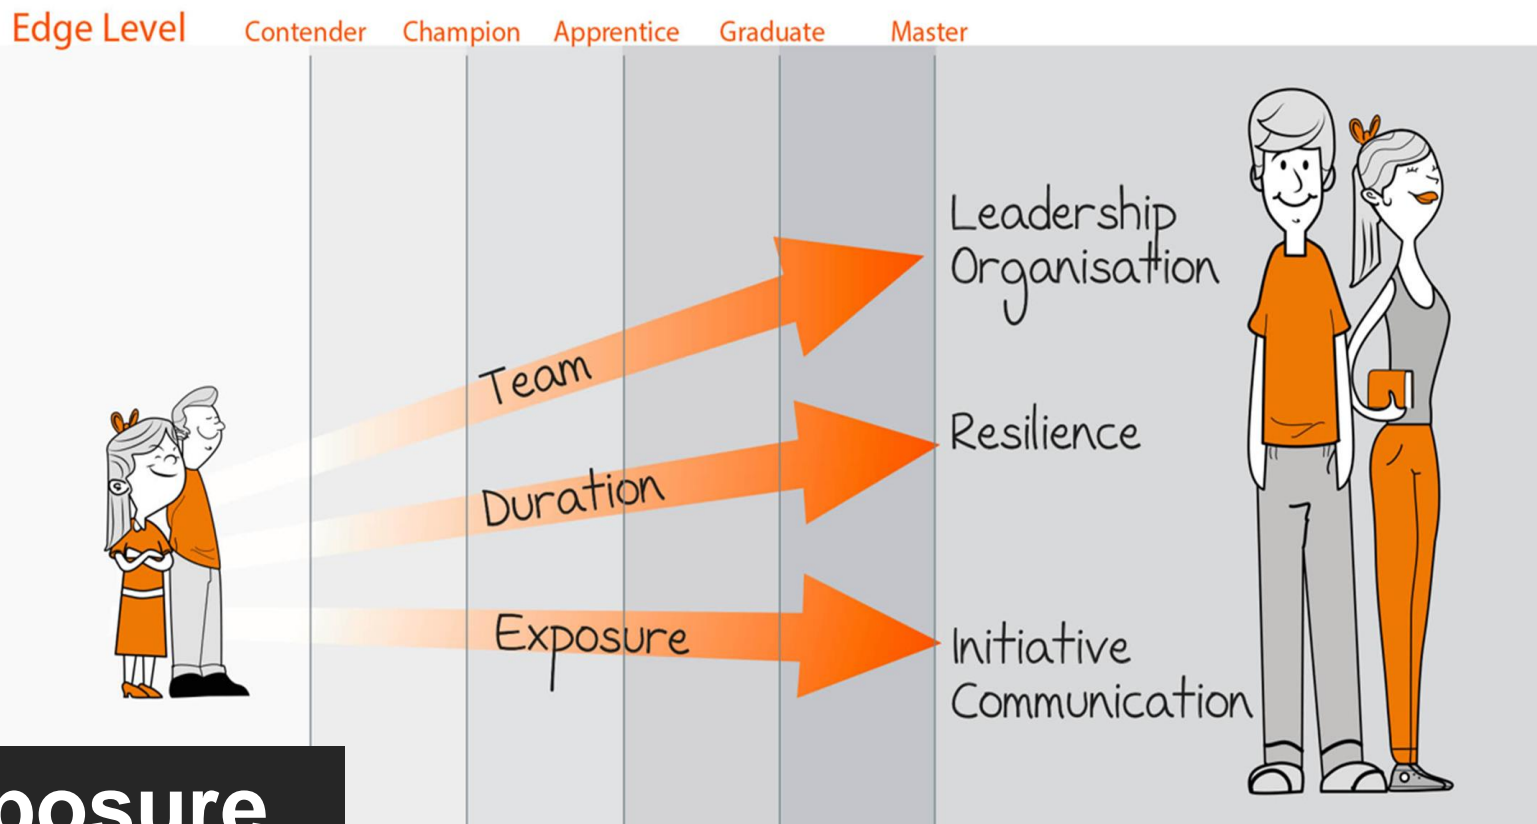 Edge Level Contender Champion Apprentice Graduate Master
Leadership
Organisation
Team
Resilience
Duration
Exposure
Initiative
Communication
posure